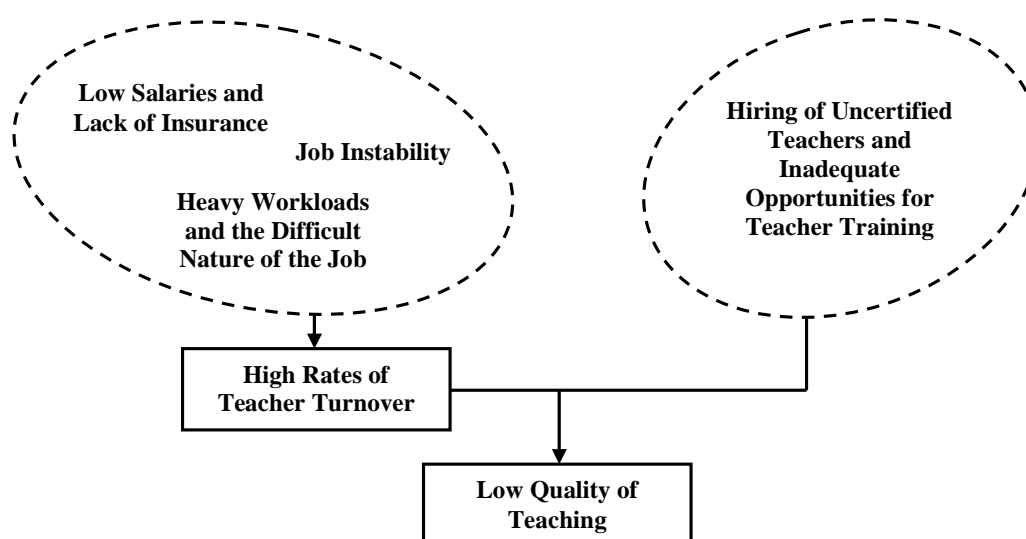 Low Salaries and
Lack of Insurance
Job Instability
Heavy Workloads
and the Difficult
Nature of the Job
Hiring of Uncertified
Teachers and
Inadequate
Opportunities for
Teacher Training
High Rates of
Teacher Turnover
Low Quality of
Teaching